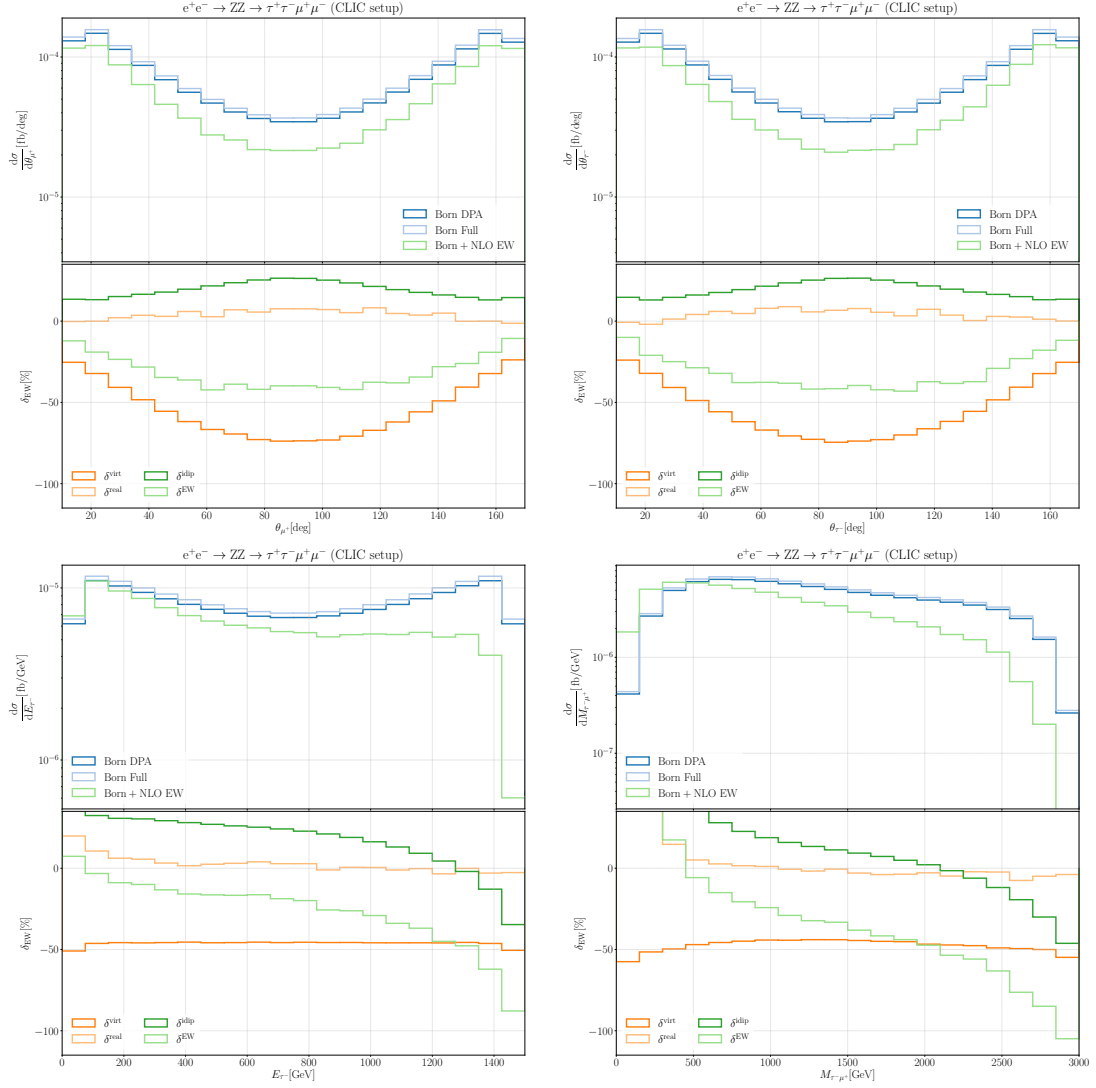 e⁺e⁻ → ZZ → τ⁺τ⁻μ⁺μ⁻ (CLIC setup)
10⁻⁴
10⁻⁵
dσ/dθ_μ⁺ [fb/deg]
Born DPA
Born Full
Born + NLO EW
0
−50
−100
δ_EW[%]
δ^virt δ^idip
δ^real δ^EW
20 40 60 80 100 120 140 160
θ_μ⁺[deg]
e⁺e⁻ → ZZ → τ⁺τ⁻μ⁺μ⁻ (CLIC setup)
10⁻⁴
10⁻⁵
dσ/dθ_τ⁻ [fb/deg]
Born DPA
Born Full
Born + NLO EW
0
−50
−100
δ_EW[%]
δ^virt δ^idip
δ^real δ^EW
20 40 60 80 100 120 140 160
θ_τ⁻[deg]
e⁺e⁻ → ZZ → τ⁺τ⁻μ⁺μ⁻ (CLIC setup)
10⁻⁵
10⁻⁶
dσ/dE_τ⁻ [fb/GeV]
Born DPA
Born Full
Born + NLO EW
0
−50
−100
δ_EW[%]
δ^virt δ^idip
δ^real δ^EW
0 200 400 600 800 1000 1200 1400
E_τ⁻[GeV]
e⁺e⁻ → ZZ → τ⁺τ⁻μ⁺μ⁻ (CLIC setup)
10⁻⁶
10⁻⁷
dσ/dM_τ⁻μ⁺ [fb/GeV]
Born DPA
Born Full
Born + NLO EW
0
−50
−100
δ_EW[%]
δ^virt δ^idip
δ^real δ^EW
0 500 1000 1500 2000 2500 3000
M_τ⁻μ⁺[GeV]